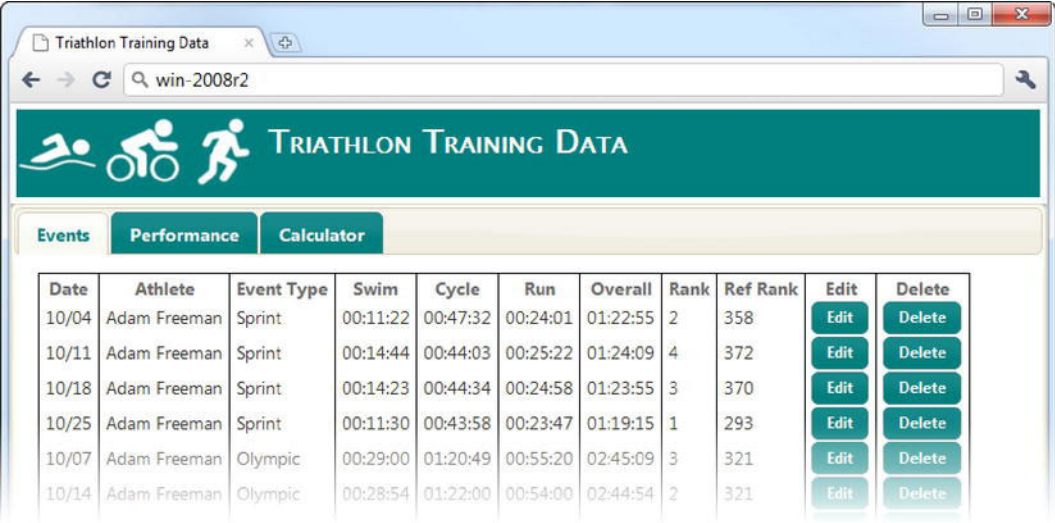 Triathlon Training Data
win-2008r2
TRIATHLON TRAINING DATA
Events Performance Calculator
Date Athlete Event Type Swim Cycle Run Overall Rank Ref Rank Edit Delete
10/04 Adam Freeman Sprint 00:11:22 00:47:32 00:24:01 01:22:55 2 358 Edit Delete
10/11 Adam Freeman Sprint 00:14:44 00:44:03 00:25:22 01:24:09 4 372 Edit Delete
10/18 Adam Freeman Sprint 00:14:23 00:44:34 00:24:58 01:23:55 3 370 Edit Delete
10/25 Adam Freeman Sprint 00:11:30 00:43:58 00:23:47 01:19:15 1 293 Edit Delete
10/07 Adam Freeman Olympic 00:29:00 01:20:49 00:55:20 02:45:09 3 321 Edit Delete
10/14 Adam Freeman Olympic 00:28:54 01:22:00 00:54:00 02:44:54 2 321 Edit Delete